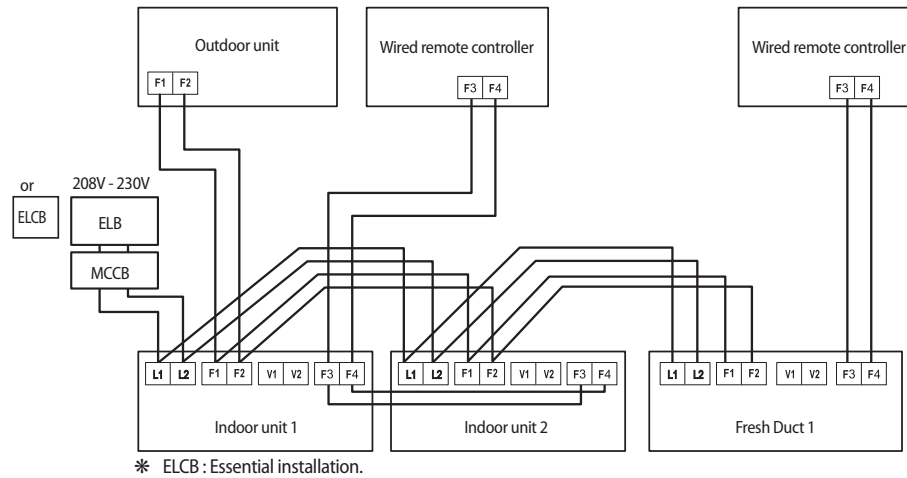 Outdoor unit
F1 F2
Wired remote controller
F3 F4
Wired remote controller
F3 F4
or
ELCB
208V - 230V
ELB
MCCB
L1 L2 F1 F2 V1 V2 F3 F4
Indoor unit 1
L1 L2 F1 F2 V1 V2 F3 F4
Indoor unit 2
L1 L2 F1 F2 V1 V2 F3 F4
Fresh Duct 1
✻ ELCB : Essential installation.